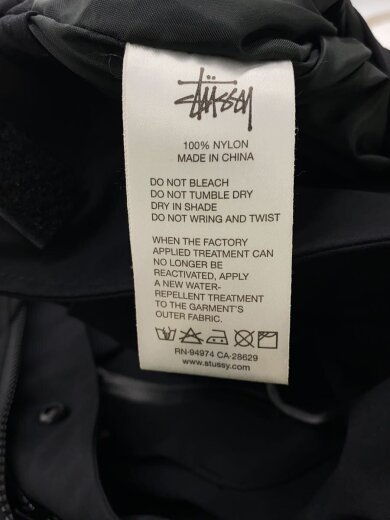 STÜSSY
100% NYLON
MADE IN CHINA
DO NOT BLEACH
DO NOT TUMBLE DRY
DRY IN SHADE
DO NOT WRING AND TWIST
WHEN THE FACTORY
APPLIED TREATMENT CAN
NO LONGER BE
REACTIVATED, APPLY
A NEW WATER-
REPELLENT TREATMENT
TO THE GARMENT'S
OUTER FABRIC.
RN-94974 CA-28629
www.stussy.com